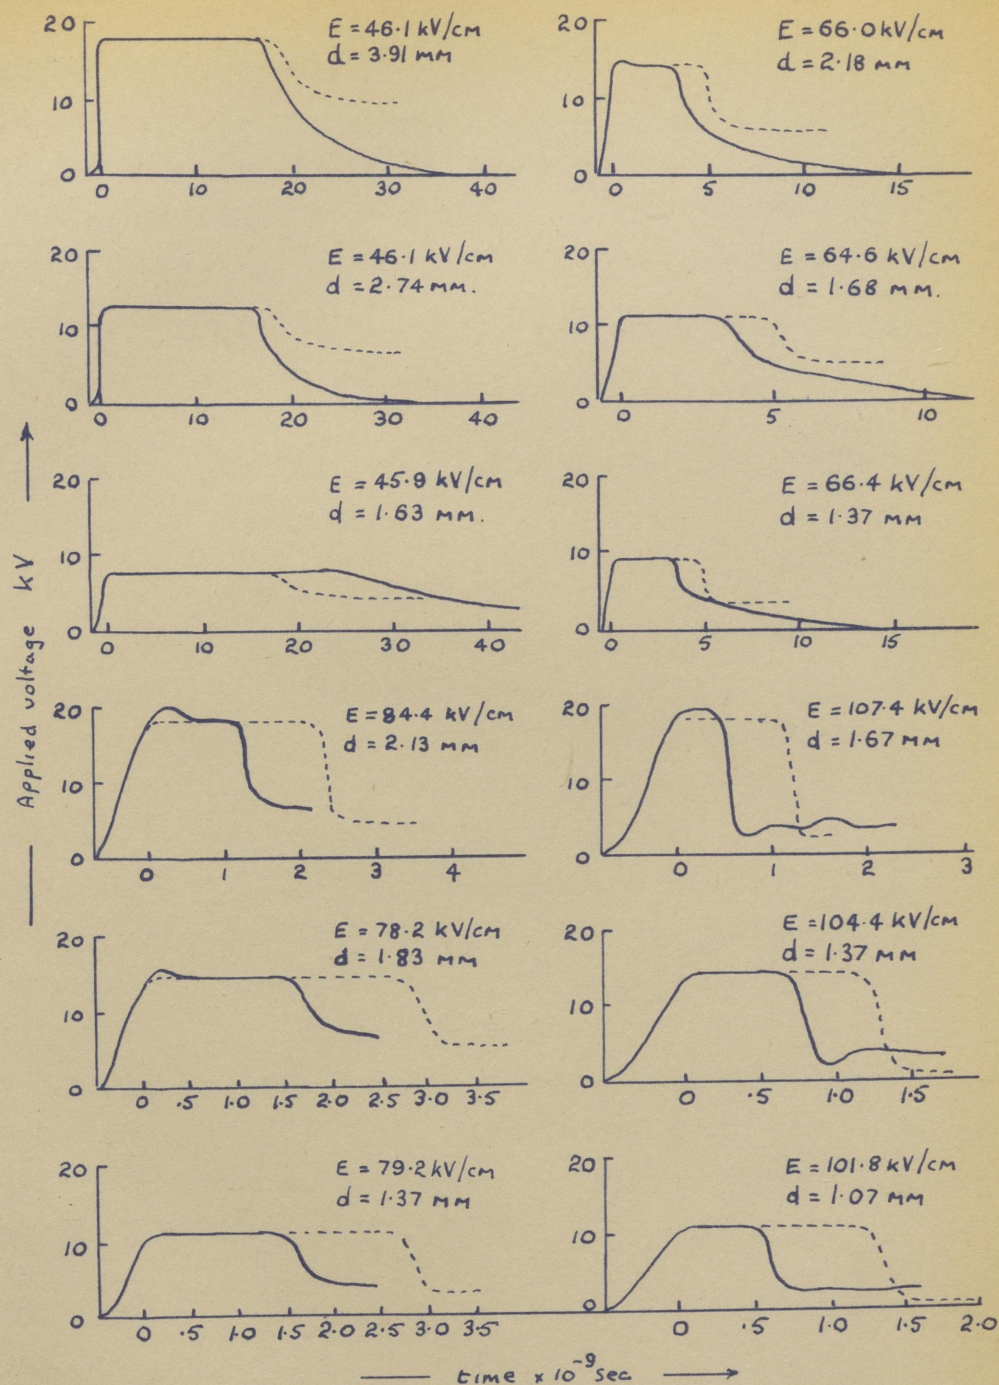 20
10
0
0 10 20 30 40
E = 46·1 kV/cm
d = 3·91 mm
20
10
0
0 5 10 15
E = 66·0 kV/cm
d = 2·18 mm
20
10
0
0 10 20 30 40
E = 46·1 kV/cm
d = 2·74 mm.
20
10
0
0 5 10
E = 64·6 kV/cm
d = 1·68 mm.
20
10
0
0 10 20 30 40
E = 45·9 kV/cm
d = 1·63 mm.
20
10
0
0 5 10 15
E = 66·4 kV/cm
d = 1·37 mm
Applied voltage kV
20
10
0
0 1 2 3 4
E = 84·4 kV/cm
d = 2·13 mm
20
10
0
0 1 2 3
E = 107·4 kV/cm
d = 1·67 mm
20
10
0
0 ·5 1·0 1·5 2·0 2·5 3·0 3·5
E = 78·2 kV/cm
d = 1·83 mm
20
10
0
0 ·5 1·0 1·5
E = 104·4 kV/cm
d = 1·37 mm
20
10
0
0 ·5 1·0 1·5 2·0 2·5 3·0 3·5
E = 79·2 kV/cm
d = 1·37 mm
20
10
0
0 ·5 1·0 1·5 2·0
E = 101·8 kV/cm
d = 1·07 mm
time × 10⁻⁹ sec